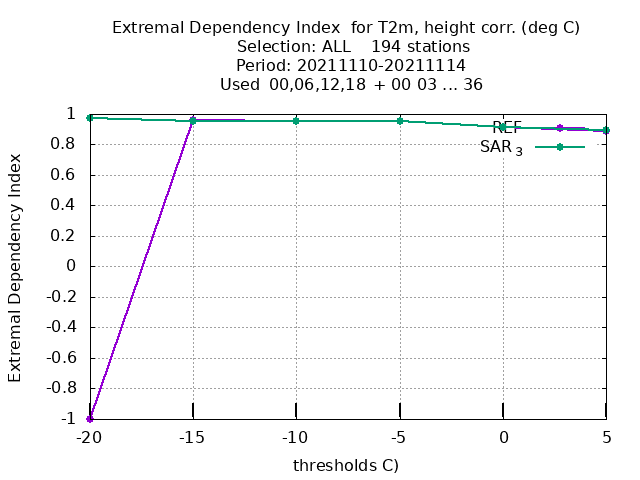 Extremal Dependency Index for T2m, height corr. (deg C)
Selection: ALL 194 stations
Period: 20211110-20211114
Used 00,06,12,18 + 00 03 ... 36
Extremal Dependency Index
1
0.8
0.6
0.4
0.2
0
-0.2
-0.4
-0.6
-0.8
-1
REF
SAR 3
-20
-15
-10
-5
0
5
thresholds C)